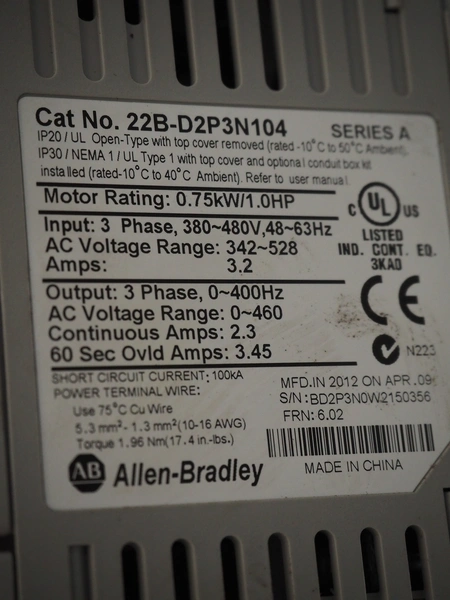 Cat No. 22B-D2P3N104 SERIES A
IP20 / UL Open-Type with top cover removed (rated -10°C to 50°C Ambient).
IP30 / NEMA 1 / UL Type 1 with top cover and optional conduit box kit
installed (rated-10°C to 40°C Ambient). Refer to user manual
Motor Rating: 0.75kW/1.0HP
Input: 3 Phase, 380~480V,48~63Hz
AC Voltage Range: 342~528
Amps: 3.2
C UL US
LISTED
IND. CONT. EQ.
3KAD
Output: 3 Phase, 0~400Hz
AC Voltage Range: 0~460
Continuous Amps: 2.3
60 Sec Ovld Amps: 3.45
CE
N223
SHORT CIRCUIT CURRENT: 100kA
POWER TERMINAL WIRE:
Use 75°C Cu Wire
5.3 mm² - 1.3 mm² (10-16 AWG)
Torque 1.96 Nm (17.4 in.-lbs.)
MFD.IN 2012 ON APR.09
S/N: BD2P3N0W2150356
FRN: 6.02
AB Allen-Bradley
MADE IN CHINA